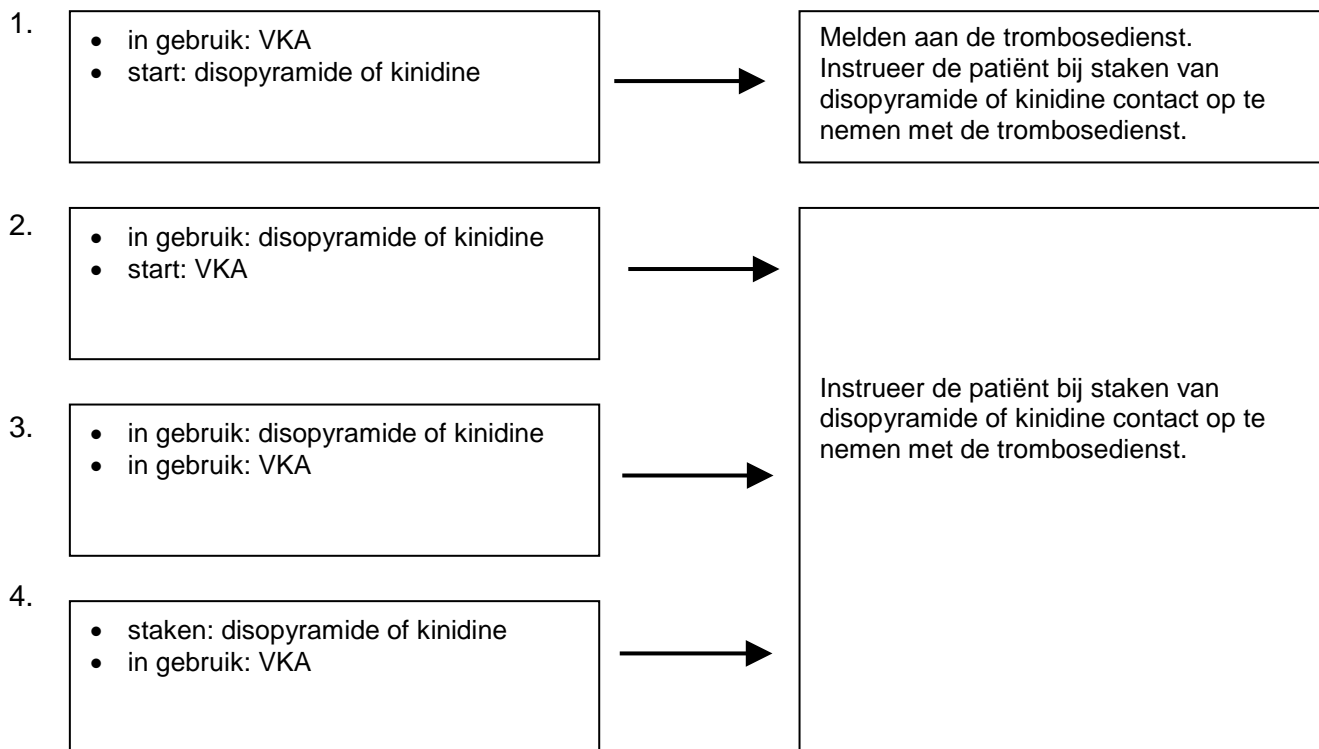 1.
• in gebruik: VKA
• start: disopyramide of kinidine
Melden aan de trombosedienst.
Instrueer de patiënt bij staken van
disopyramide of kinidine contact op te
nemen met de trombosedienst.
2.
• in gebruik: disopyramide of kinidine
• start: VKA
3.
• in gebruik: disopyramide of kinidine
• in gebruik: VKA
4.
• staken: disopyramide of kinidine
• in gebruik: VKA
Instrueer de patiënt bij staken van
disopyramide of kinidine contact op te
nemen met de trombosedienst.